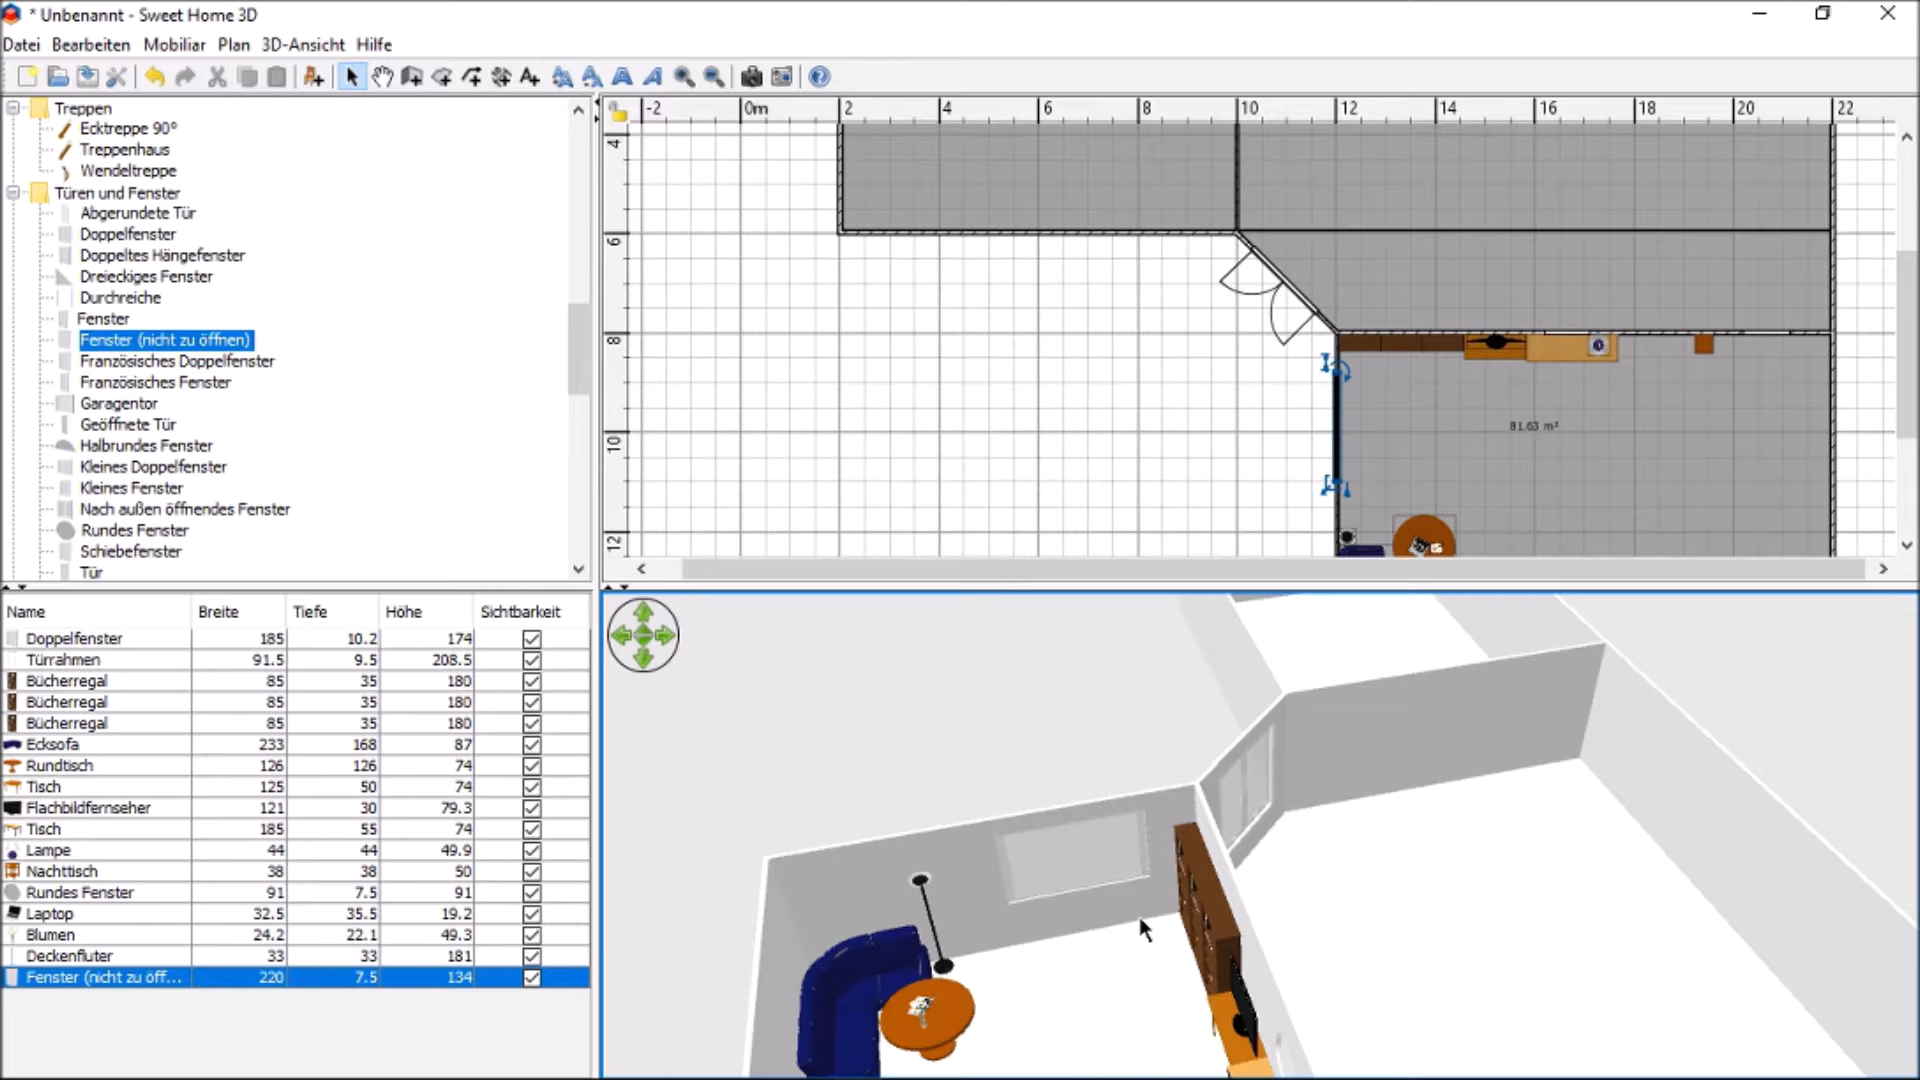 * Unbenannt - Sweet Home 3D
Datei Bearbeiten Mobiliar Plan 3D-Ansicht Hilfe
Treppen
Ecktreppe 90°
Treppenhaus
Wendeltreppe
Türen und Fenster
Abgerundete Tür
Doppelfenster
Doppeltes Hängefenster
Dreieckiges Fenster
Durchreiche
Fenster
Fenster (nicht zu öffnen)
Französisches Doppelfenster
Französisches Fenster
Garagentor
Geöffnete Tür
Halbrundes Fenster
Kleines Doppelfenster
Kleines Fenster
Nach außen öffnendes Fenster
Rundes Fenster
Schiebefenster
Tür
-2 0m 2 4 6 8 10 12 14 16 18 20 22
4
6
8
10
12
81.63 m²
Name Breite Tiefe Höhe Sichtbarkeit
Doppelfenster 185 10.2 174
Türrahmen 91.5 9.5 208.5
Bücherregal 85 35 180
Bücherregal 85 35 180
Bücherregal 85 35 180
Ecksofa 233 168 87
Rundtisch 126 126 74
Tisch 125 50 74
Flachbildfernseher 121 30 79.3
Tisch 185 55 74
Lampe 44 44 49.9
Nachttisch 38 38 50
Rundes Fenster 91 7.5 91
Laptop 32.5 35.5 19.2
Blumen 24.2 22.1 49.3
Deckenfluter 33 33 181
Fenster (nicht zu öff... 220 7.5 134